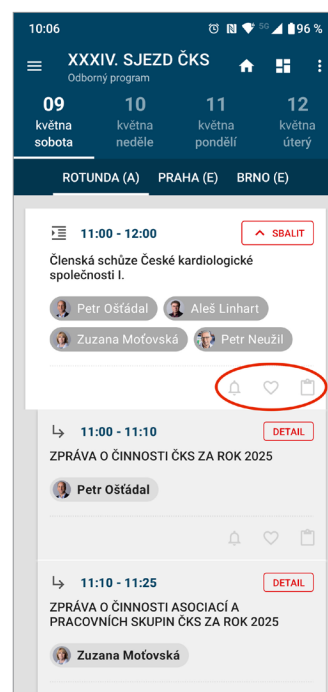 10:06
5G
96 %
XXXIV. SJEZD ČKS
Odborný program
09
května
sobota
10
května
neděle
11
května
pondělí
12
května
úterý
ROTUNDA (A)
PRAHA (E)
BRNO (E)
11:00 - 12:00
SBALIT
Členská schůze České kardiologické
společnosti I.
Petr Ošťádal
Aleš Linhart
Zuzana Moťovská
Petr Neužil
11:00 - 11:10
DETAIL
ZPRÁVA O ČINNOSTI ČKS ZA ROK 2025
Petr Ošťádal
11:10 - 11:25
DETAIL
ZPRÁVA O ČINNOSTI ASOCIACÍ A
PRACOVNÍCH SKUPIN ČKS ZA ROK 2025
Zuzana Moťovská